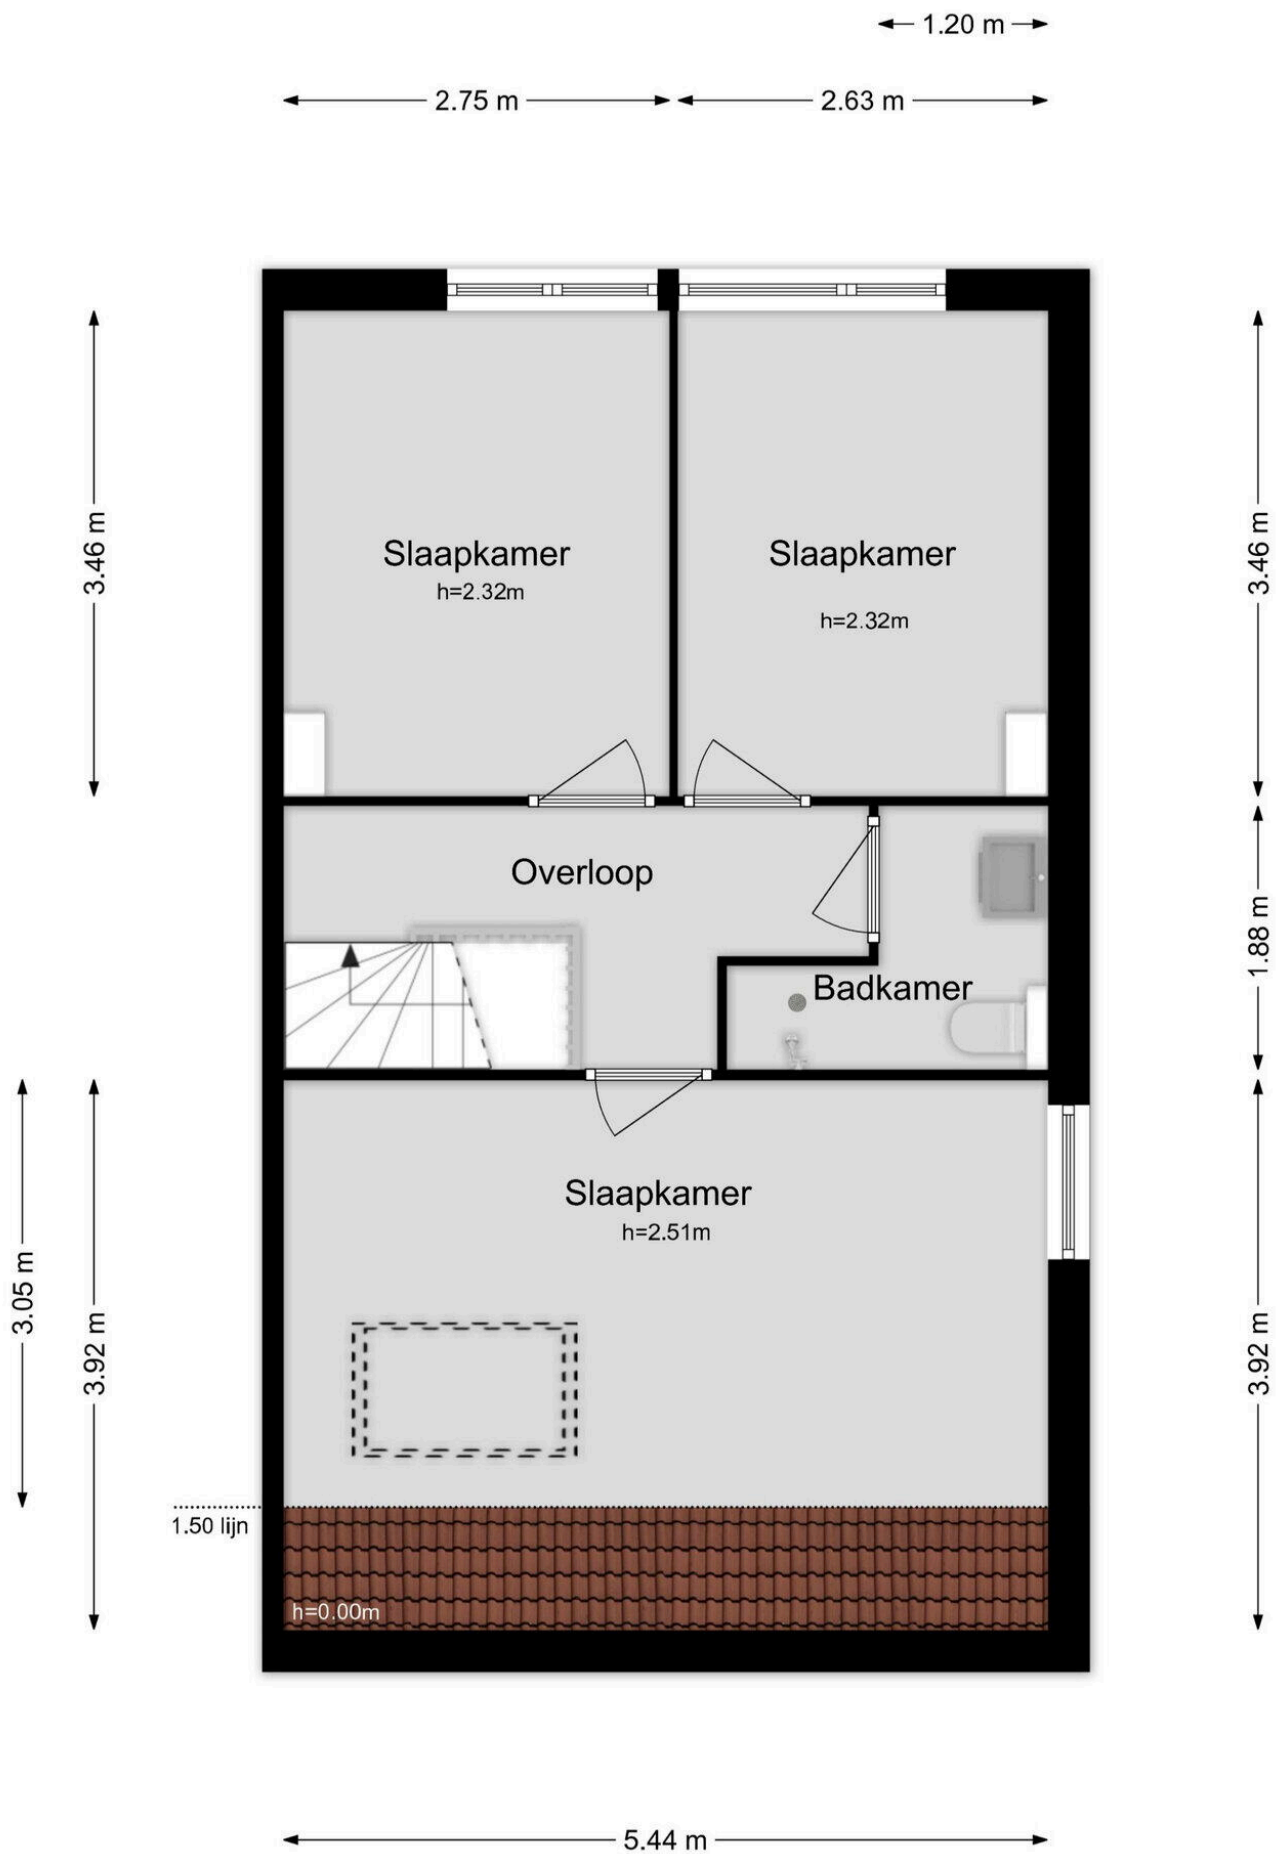 1.20 m
2.75 m
2.63 m
3.46 m
3.46 m
Slaapkamer
h=2.32m
Slaapkamer
h=2.32m
Overloop
1.88 m
Badkamer
Slaapkamer
h=2.51m
3.05 m
3.92 m
3.92 m
1.50 lijn
h=0.00m
5.44 m